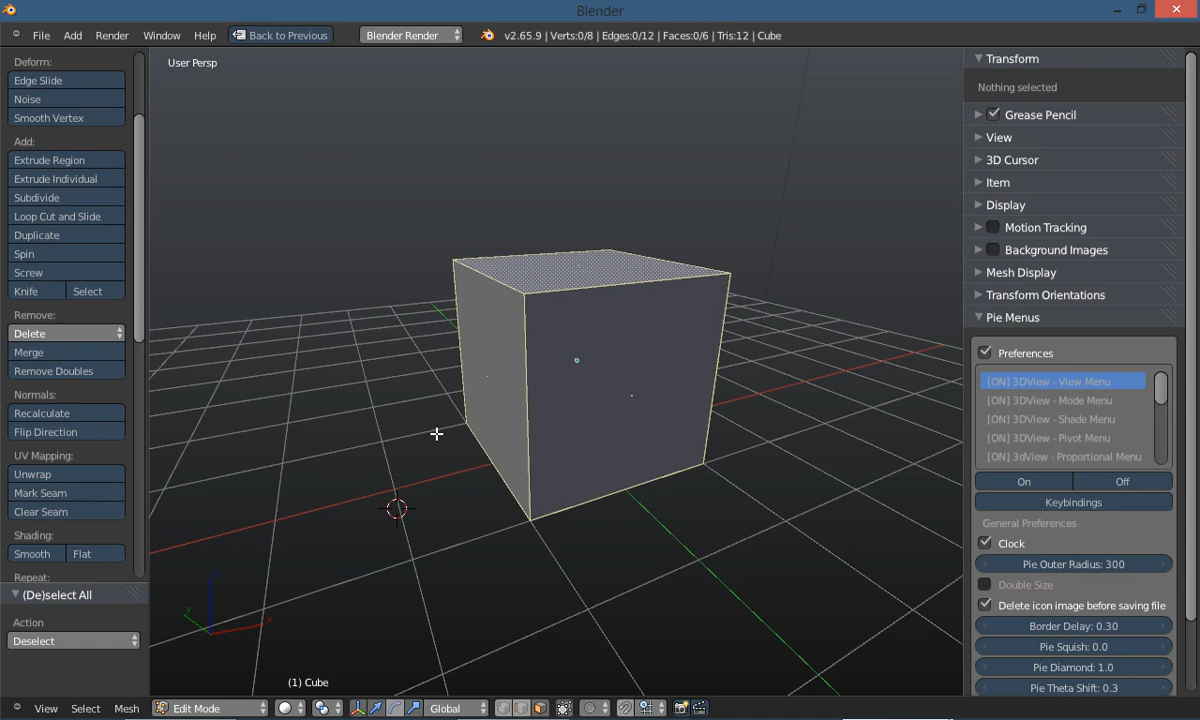 Blender
File Add Render Window Help Back to Previous Blender Render v2.65.9 | Verts:0/8 | Edges:0/12 | Faces:0/6 | Tris:12 | Cube
Deform:
Edge Slide
Noise
Smooth Vertex
Add:
Extrude Region
Extrude Individual
Subdivide
Loop Cut and Slide
Duplicate
Spin
Screw
Knife Select
Remove:
Delete
Merge
Remove Doubles
Normals:
Recalculate
Flip Direction
UV Mapping:
Unwrap
Mark Seam
Clear Seam
Shading:
Smooth Flat
Repeat:
(De)select All
Action
Deselect
User Persp
y
x
(1) Cube
Transform
Nothing selected
Grease Pencil
View
3D Cursor
Item
Display
Motion Tracking
Background Images
Mesh Display
Transform Orientations
Pie Menus
Preferences
[ON] 3DView - View Menu
[ON] 3DView - Mode Menu
[ON] 3DView - Shade Menu
[ON] 3DView - Pivot Menu
[ON] 3dView - Proportional Menu
On Off
Keybindings
General Preferences
Clock
Pie Outer Radius: 300
Double Size
Delete icon image before saving file
Border Delay: 0.30
Pie Squish: 0.0
Pie Diamond: 1.0
Pie Theta Shift: 0.3
View Select Mesh Edit Mode Global